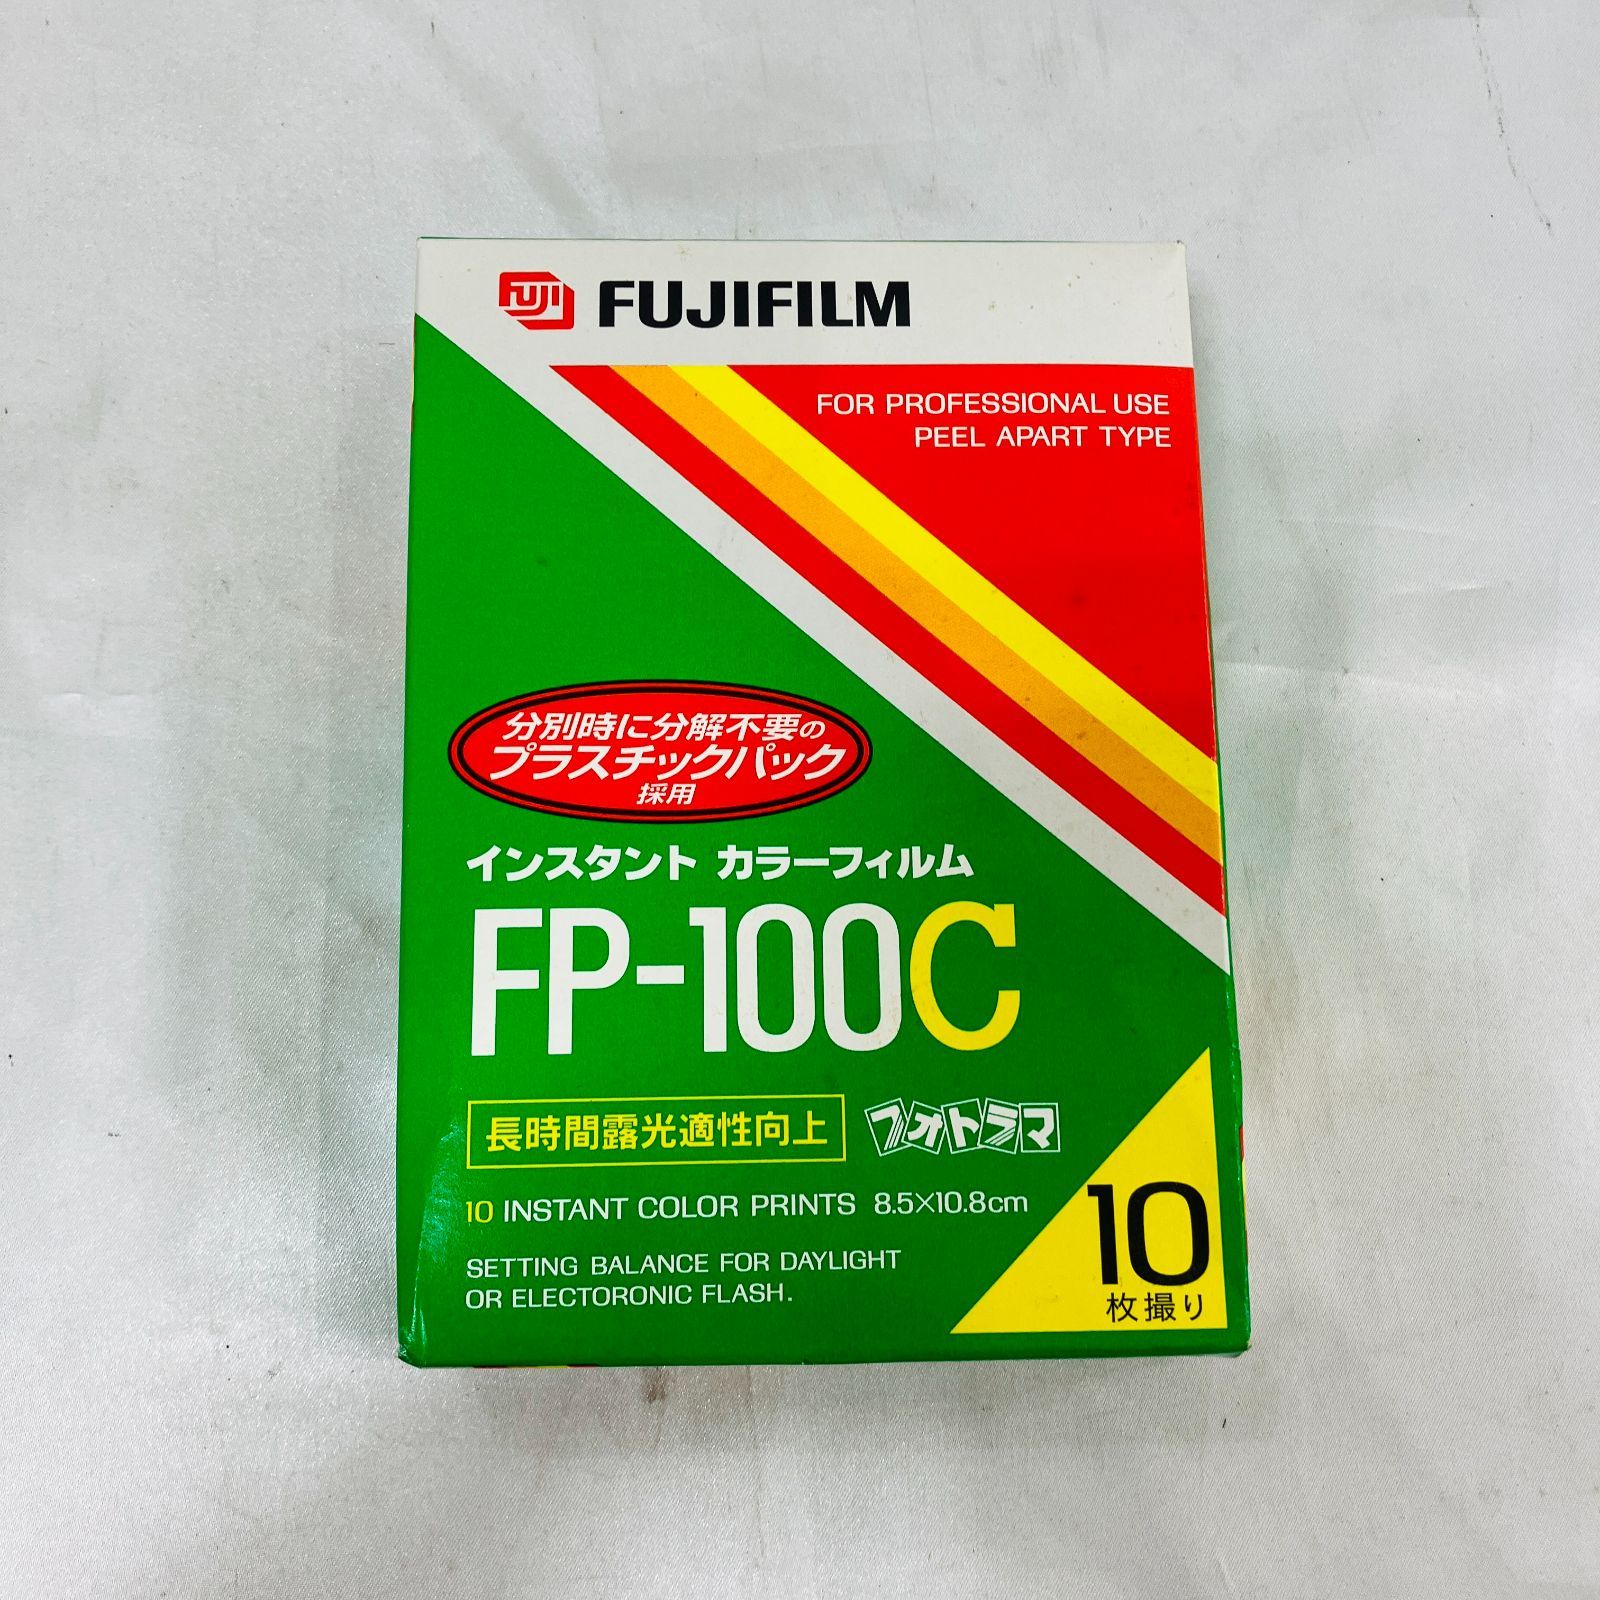 FUJI FUJIFILM
FOR PROFESSIONAL USE
PEEL APART TYPE
分別時に分解不要の
プラスチックパック
採用
インスタント カラーフィルム
FP-100C
長時間露光適性向上 フォトラマ
10 INSTANT COLOR PRINTS 8.5×10.8cm
SETTING BALANCE FOR DAYLIGHT
OR ELECTORONIC FLASH.
10
枚撮り